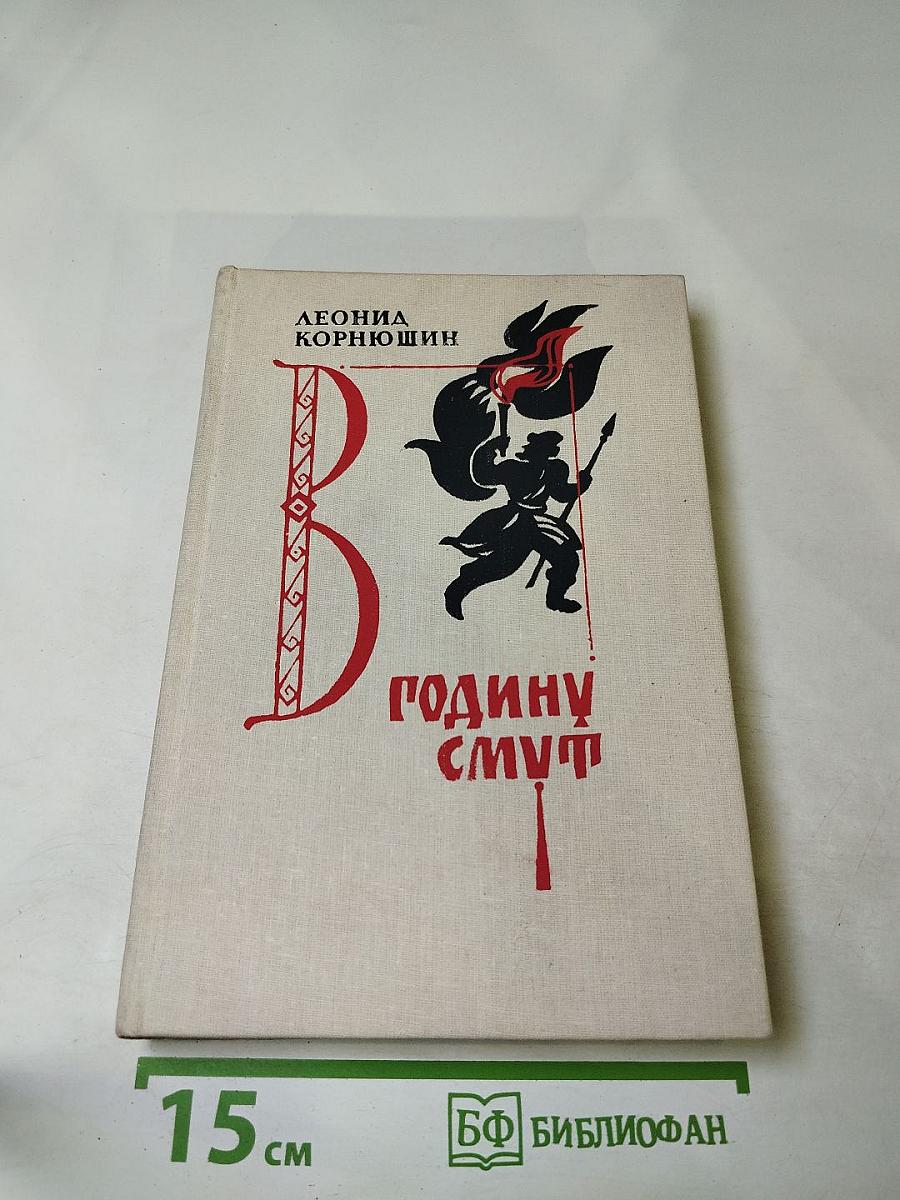 ЛЕОНИД
КОРНЮШИН
В
ГОДИНУ
СМУТ
15 см
БФ БИБЛИОФАН